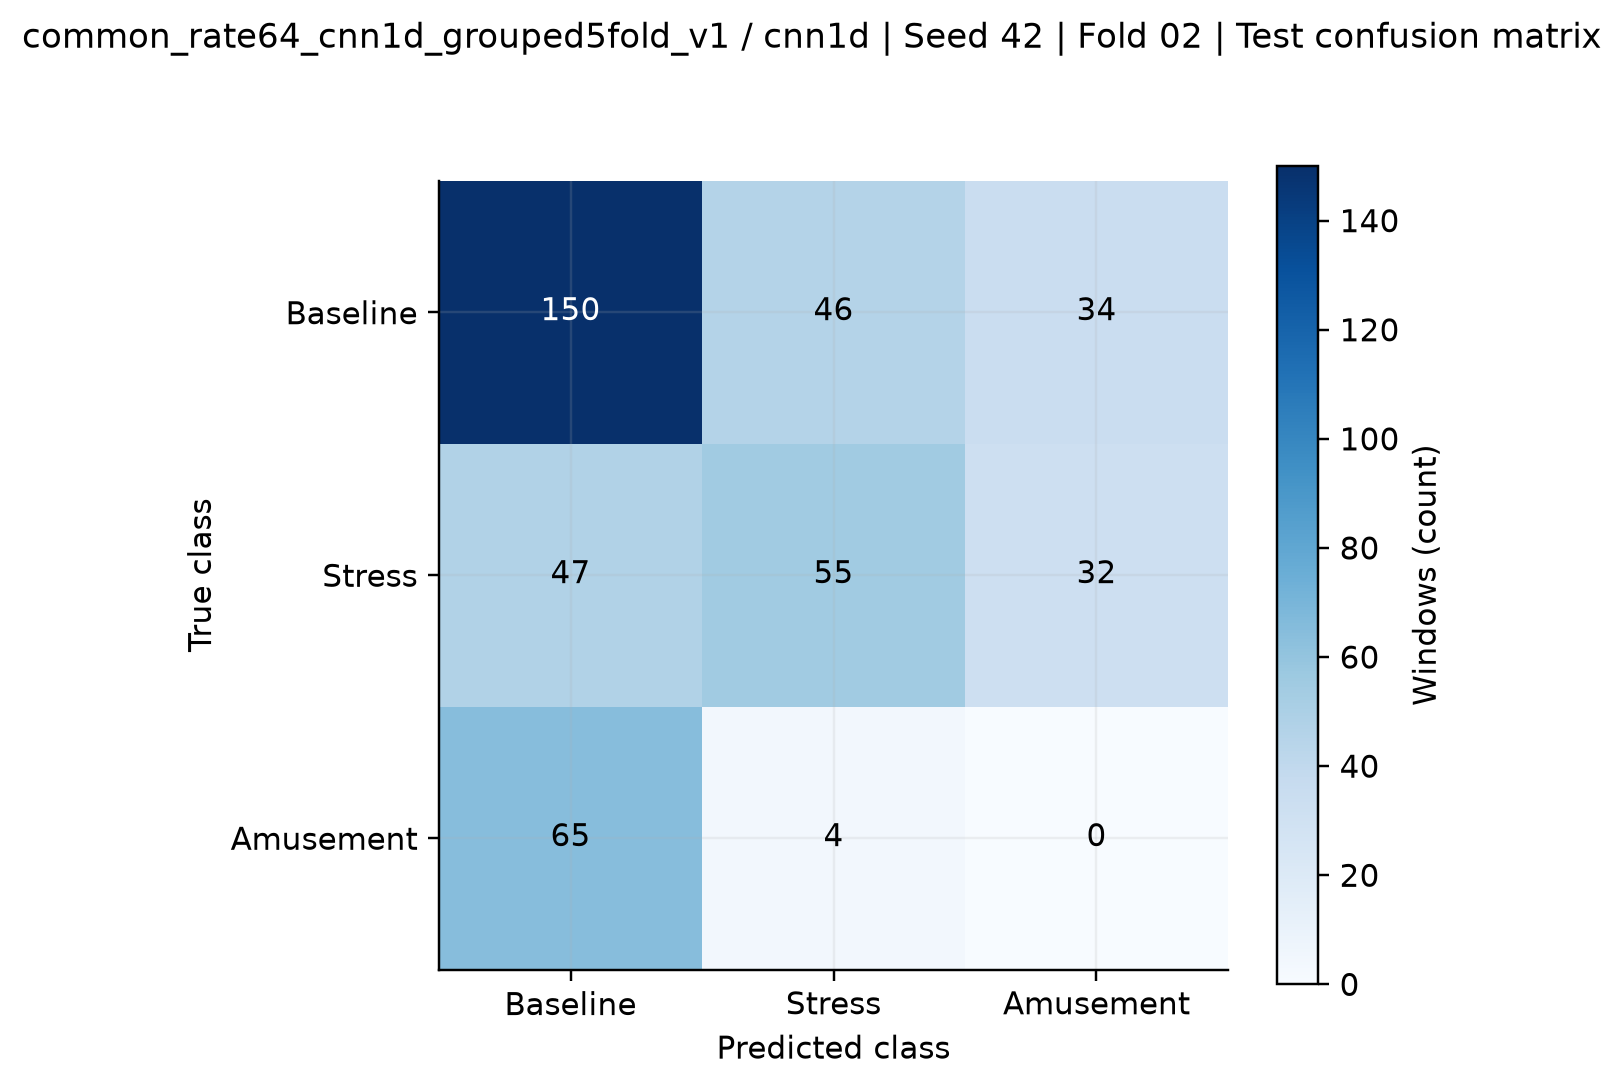 common_rate64_cnn1d_grouped5fold_v1 / cnn1d | Seed 42 | Fold 02 | Test confusion matrix
True class
Baseline
150
46
34
Stress
47
55
32
Amusement
65
4
0
Baseline
Stress
Amusement
Predicted class
140
120
100
80
60
40
20
0
Windows (count)